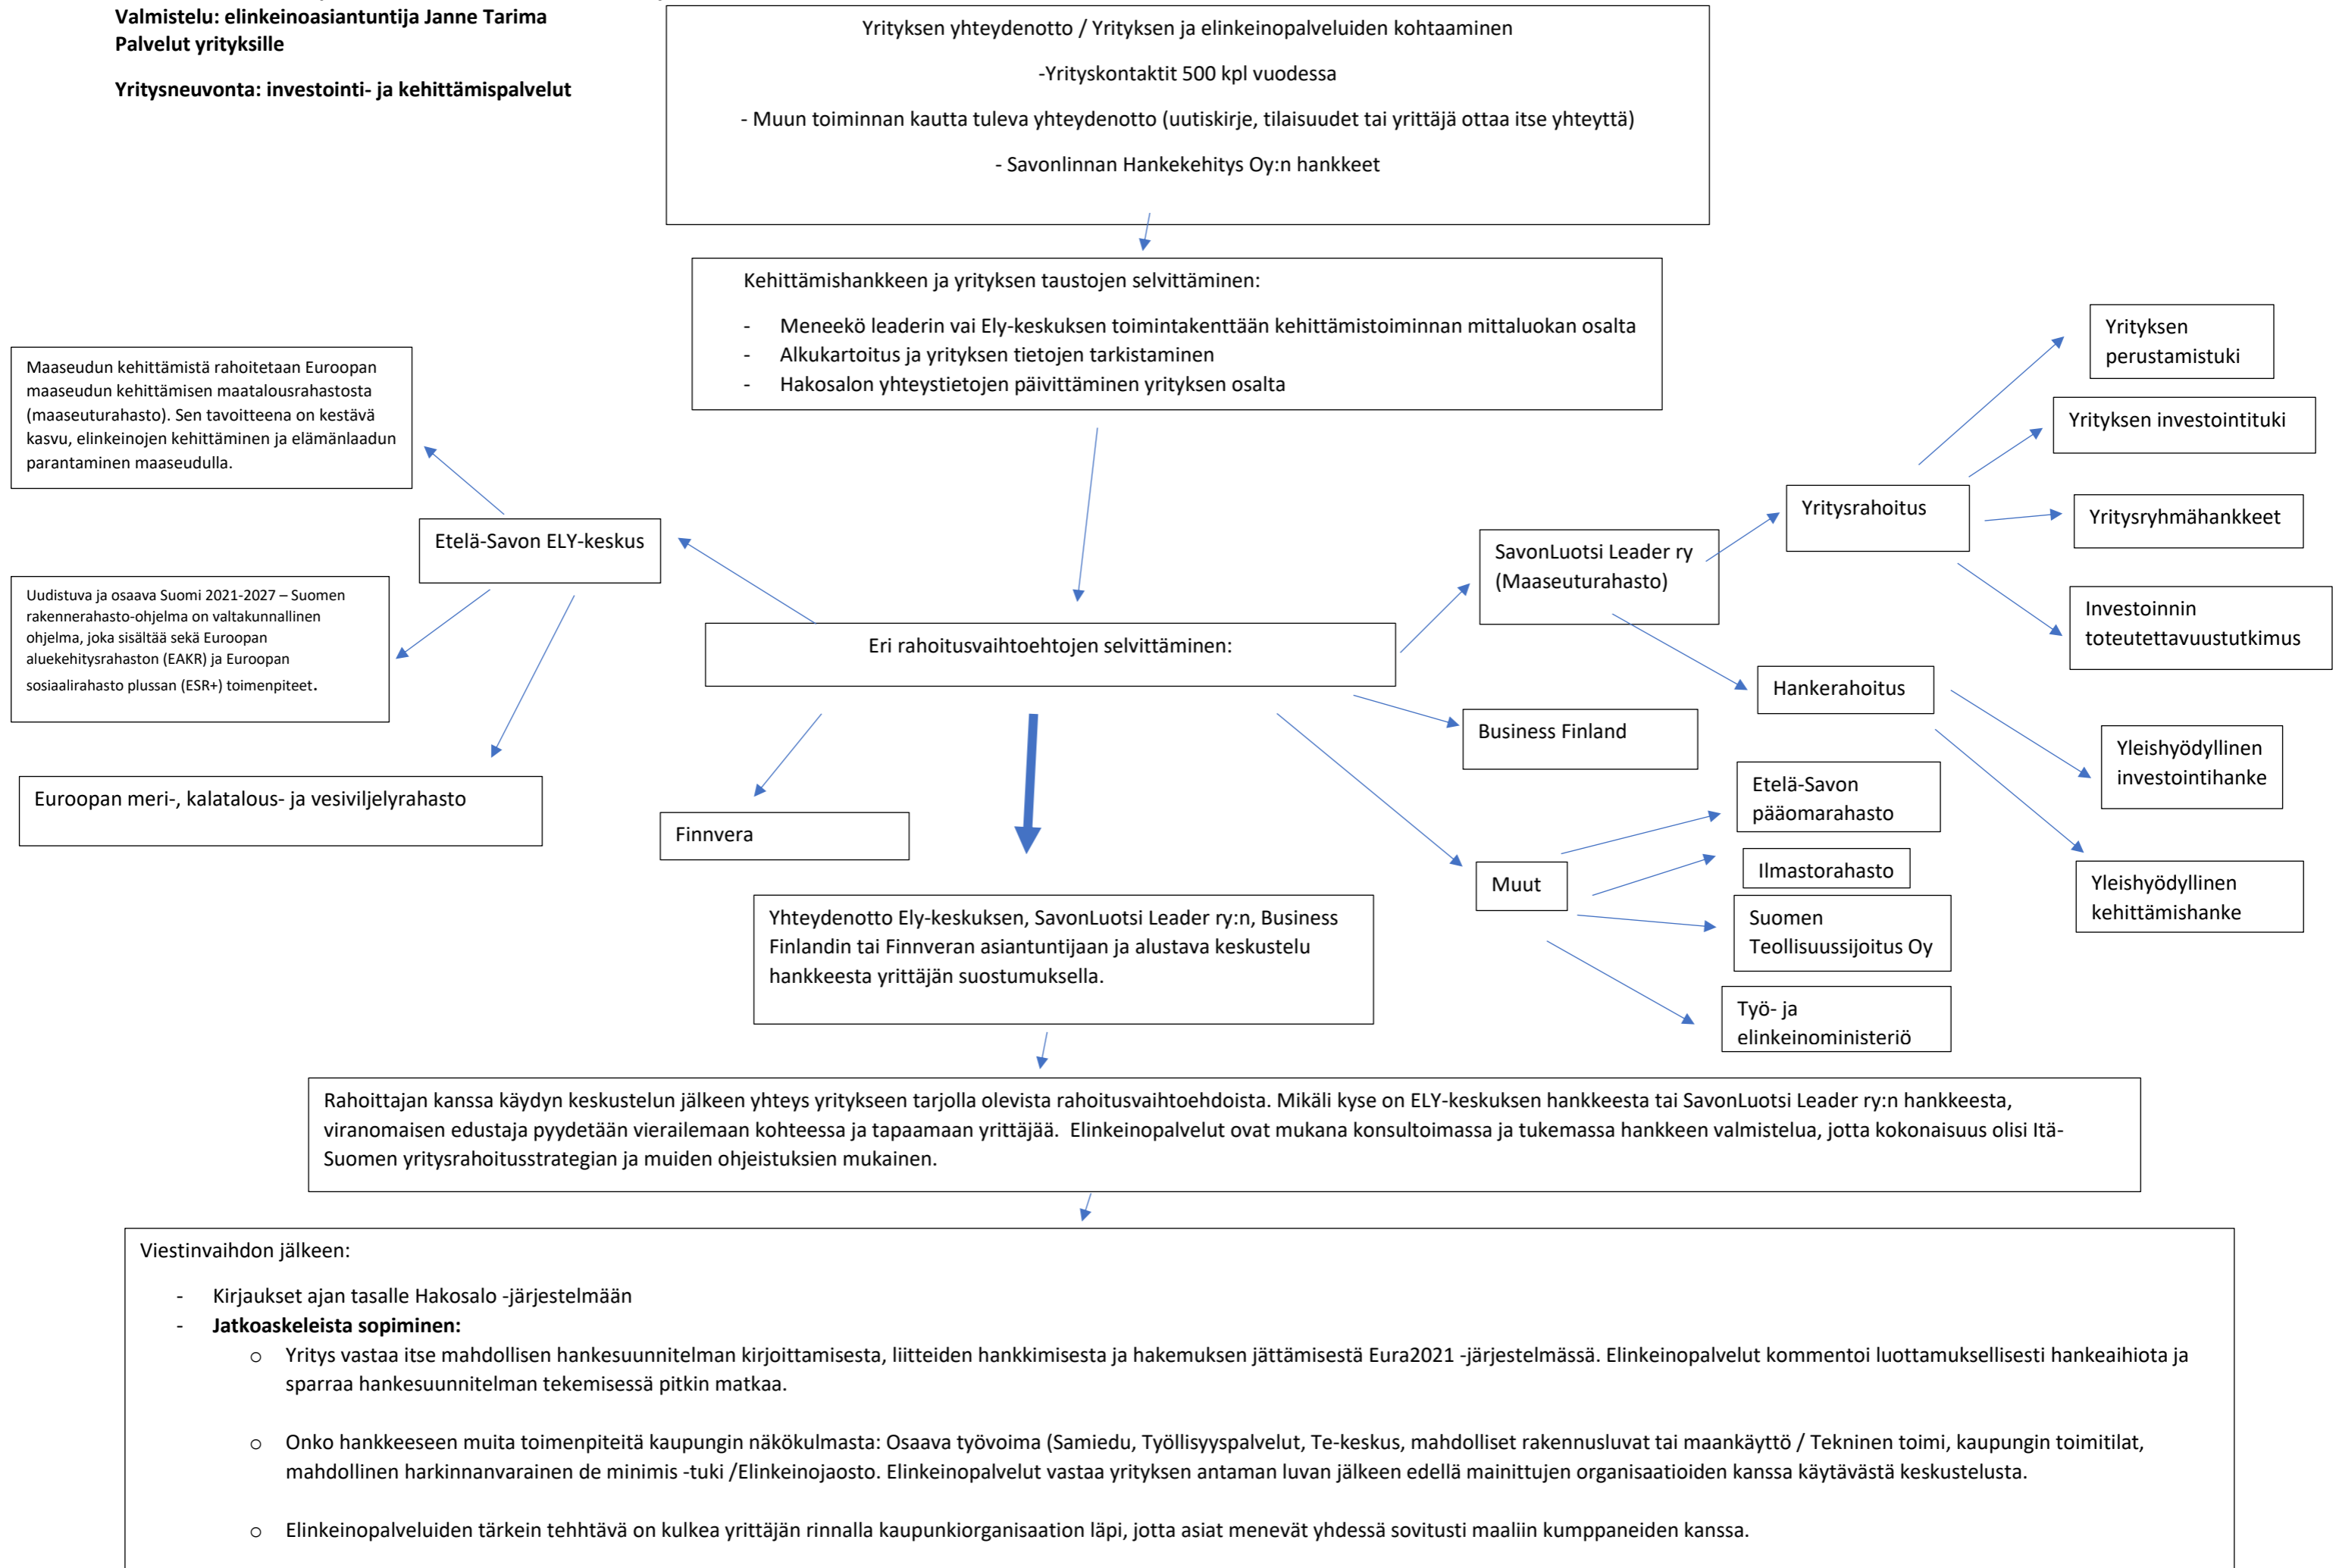 Valmistelu: elinkeinoasiantuntija Janne Tarima
Palvelut yrityksille
Yritysneuvonta: investointi- ja kehittämispalvelut
Yrityksen yhteydenotto / Yrityksen ja elinkeinopalveluiden kohtaaminen
-Yrityskontaktit 500 kpl vuodessa
- Muun toiminnan kautta tuleva yhteydenotto (uutiskirje, tilaisuudet tai yrittäjä ottaa itse yhteyttä)
- Savonlinnan Hankekehitys Oy:n hankkeet
Kehittämishankkeen ja yrityksen taustojen selvittäminen:
- Meneekö leaderin vai Ely-keskuksen toimintakenttään kehittämistoiminnan mittaluokan osalta
- Alkukartoitus ja yrityksen tietojen tarkistaminen
- Hakosalon yhteystietojen päivittäminen yrityksen osalta
Maaseudun kehittämistä rahoitetaan Euroopan
maaseudun kehittämisen maatalousrahastosta
(maaseuturahasto). Sen tavoitteena on kestävä
kasvu, elinkeinojen kehittäminen ja elämänlaadun
parantaminen maaseudulla.
Etelä-Savon ELY-keskus
Uudistuva ja osaava Suomi 2021-2027 – Suomen
rakennerahasto-ohjelma on valtakunnallinen
ohjelma, joka sisältää sekä Euroopan
aluekehitysrahaston (EAKR) ja Euroopan
sosiaalirahasto plussan (ESR+) toimenpiteet.
Euroopan meri-, kalatalous- ja vesiviljelyrahasto
Eri rahoitusvaihtoehtojen selvittäminen:
Finnvera
SavonLuotsi Leader ry
(Maaseuturahasto)
Yritysrahoitus
Yrityksen
perustamistuki
Yrityksen investointituki
Yritysryhmähankkeet
Investoinnin
toteutettavuustutkimus
Hankerahoitus
Yleishyödyllinen
investointihanke
Yleishyödyllinen
kehittämishanke
Business Finland
Muut
Etelä-Savon
pääomarahasto
Ilmastorahasto
Suomen
Teollisuussijoitus Oy
Työ- ja
elinkeinoministeriö
Yhteydenotto Ely-keskuksen, SavonLuotsi Leader ry:n, Business
Finlandin tai Finnveran asiantuntijaan ja alustava keskustelu
hankkeesta yrittäjän suostumuksella.
Rahoittajan kanssa käydyn keskustelun jälkeen yhteys yritykseen tarjolla olevista rahoitusvaihtoehdoista. Mikäli kyse on ELY-keskuksen hankkeesta tai SavonLuotsi Leader ry:n hankkeesta,
viranomaisen edustaja pyydetään vierailemaan kohteessa ja tapaamaan yrittäjää. Elinkeinopalvelut ovat mukana konsultoimassa ja tukemassa hankkeen valmistelua, jotta kokonaisuus olisi Itä-
Suomen yritysrahoitusstrategian ja muiden ohjeistuksien mukainen.
Viestinvaihdon jälkeen:
- Kirjaukset ajan tasalle Hakosalo -järjestelmään
- Jatkoaskeleista sopiminen:
o Yritys vastaa itse mahdollisen hankesuunnitelman kirjoittamisesta, liitteiden hankkimisesta ja hakemuksen jättämisestä Eura2021 -järjestelmässä. Elinkeinopalvelut kommentoi luottamuksellisesti hankeaihiota ja
sparraa hankesuunnitelman tekemisessä pitkin matkaa.
o Onko hankkeeseen muita toimenpiteitä kaupungin näkökulmasta: Osaava työvoima (Samiedu, Työllisyyspalvelut, Te-keskus, mahdolliset rakennusluvat tai maankäyttö / Tekninen toimi, kaupungin toimitilat,
mahdollinen harkinnanvarainen de minimis -tuki /Elinkeinojaosto. Elinkeinopalvelut vastaa yrityksen antaman luvan jälkeen edellä mainittujen organisaatioiden kanssa käytävästä keskustelusta.
o Elinkeinopalveluiden tärkein tehhtävä on kulkea yrittäjän rinnalla kaupunkiorganisaation läpi, jotta asiat menevät yhdessä sovitusti maaliin kumppaneiden kanssa.